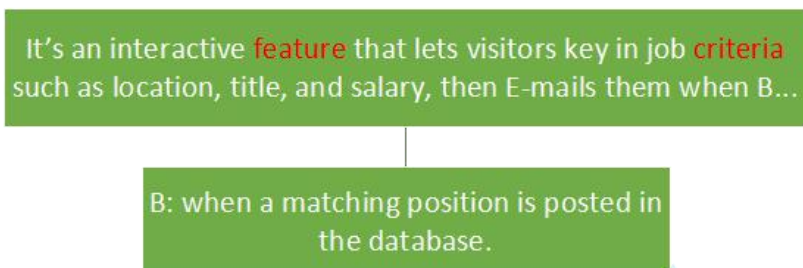 It’s an interactive feature that lets visitors key in job criteria
such as location, title, and salary, then E-mails them when B...
B: when a matching position is posted in
the database.